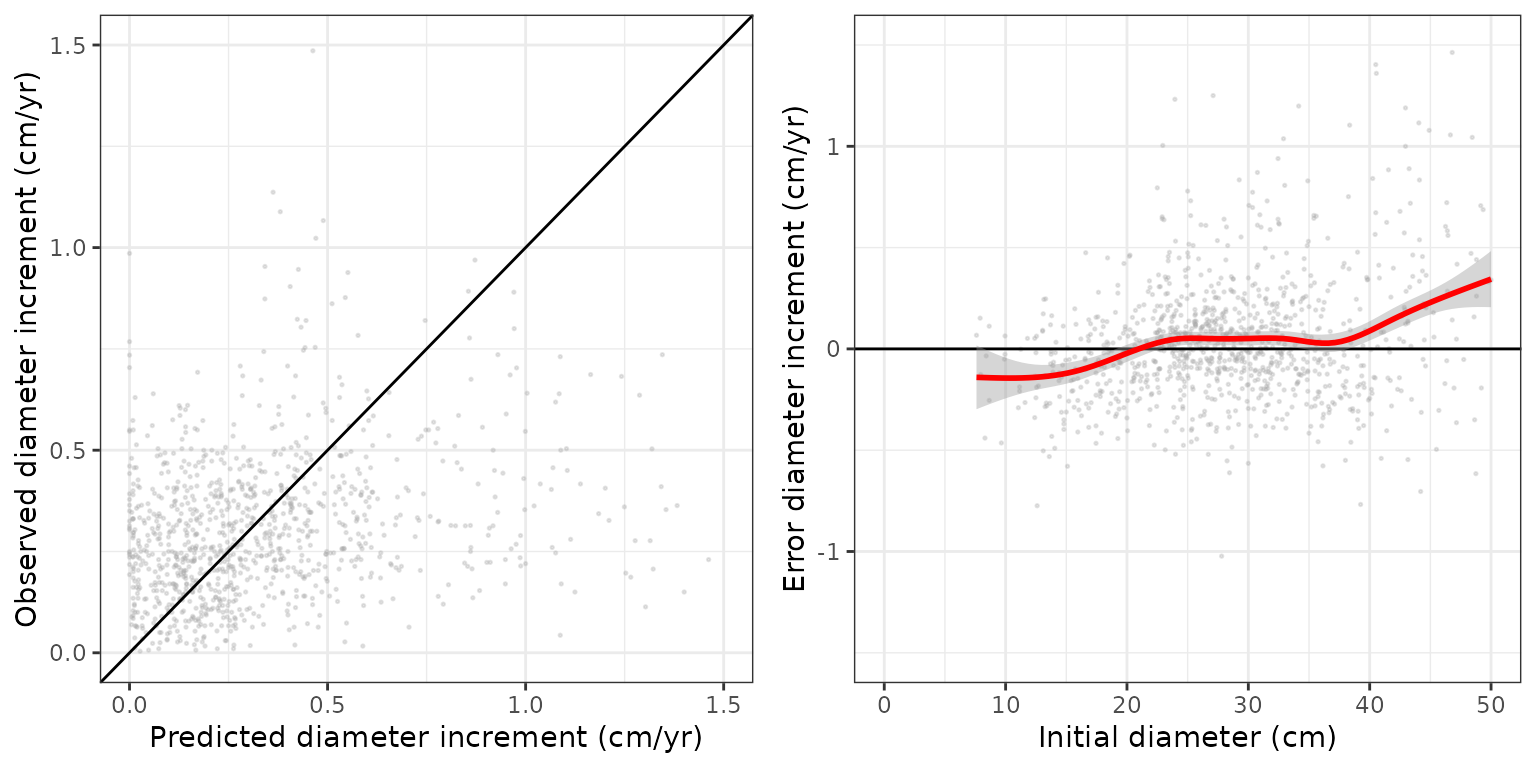 Observed diameter increment (cm/yr)
1.5
1.0
0.5
0.0
0.0 0.5 1.0 1.5
Predicted diameter increment (cm/yr)
Error diameter increment (cm/yr)
1
0
-1
0 10 20 30 40 50
Initial diameter (cm)